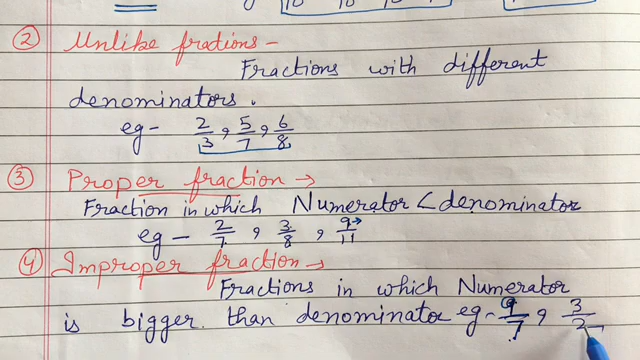 ② Unlike fractions -
Fractions with different
denominators.
eg - 2/3, 5/7, 6/8
③ Proper fraction →
Fraction in which Numerator < denominator
eg - 2/7, 3/8, 9/11
④ Improper fraction →
Fractions in which Numerator
is bigger than denominator eg - 9/7, 3/2